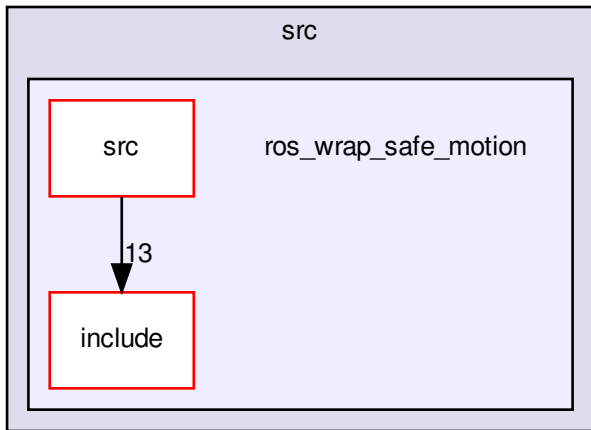 src
src
ros_wrap_safe_motion
13
include